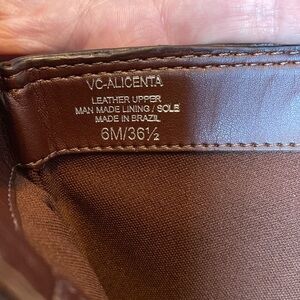 VC-ALICENTA
LEATHER UPPER
MAN MADE LINING / SOLE
MADE IN BRAZIL
6M/36½